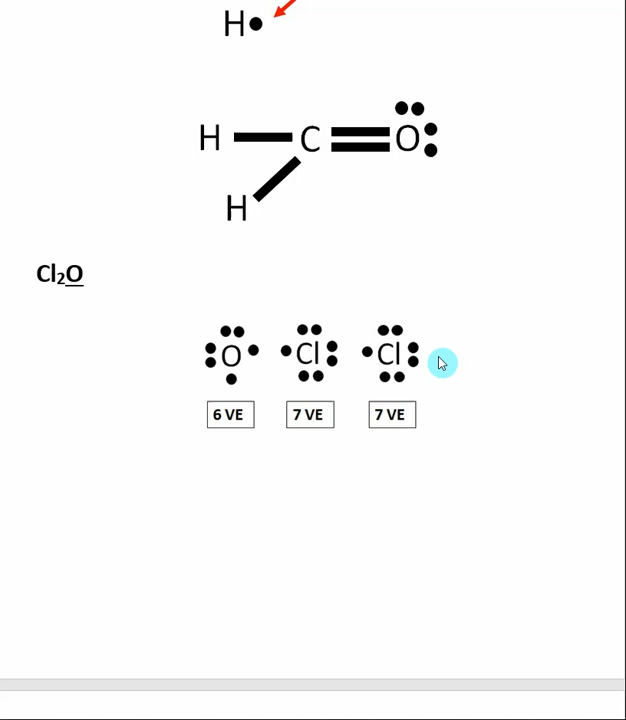 H
H C O
H
Cl₂O
O Cl Cl
6 VE 7 VE 7 VE